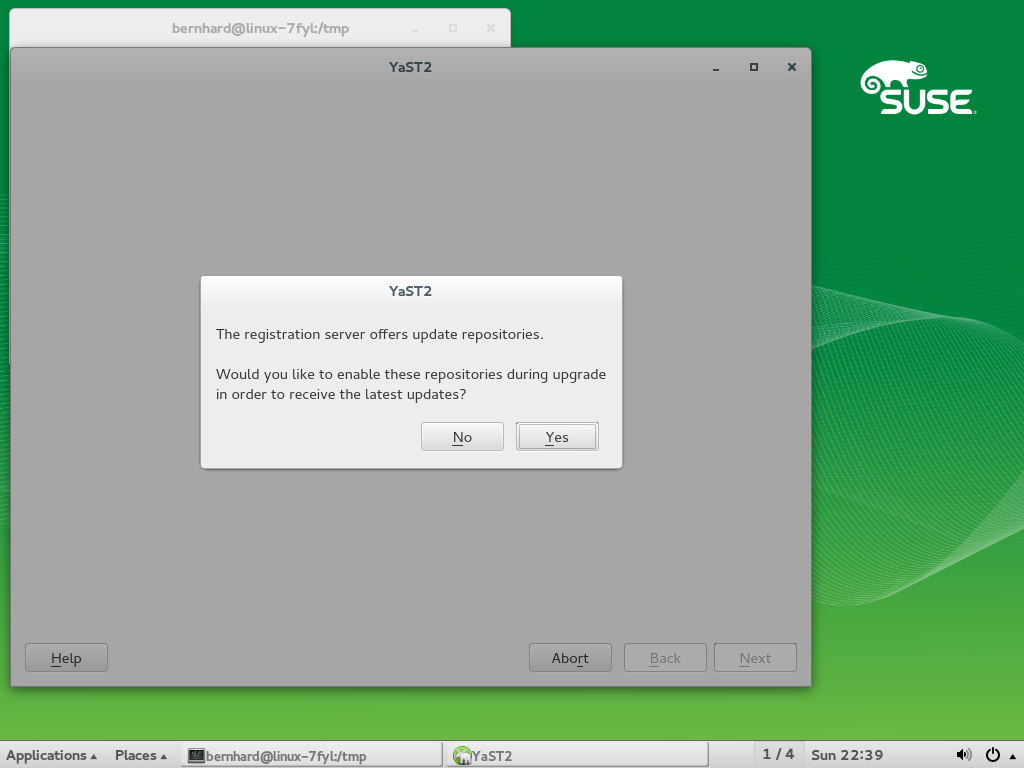 bernhard@linux-7fyl:/tmp
YaST2
SUSE
YaST2
The registration server offers update repositories.
Would you like to enable these repositories during upgrade
in order to receive the latest updates?
No
Yes
Help
Abort
Back
Next
Applications
Places
bernhard@linux-7fyl:/tmp
YaST2
1 / 4
Sun 22:39